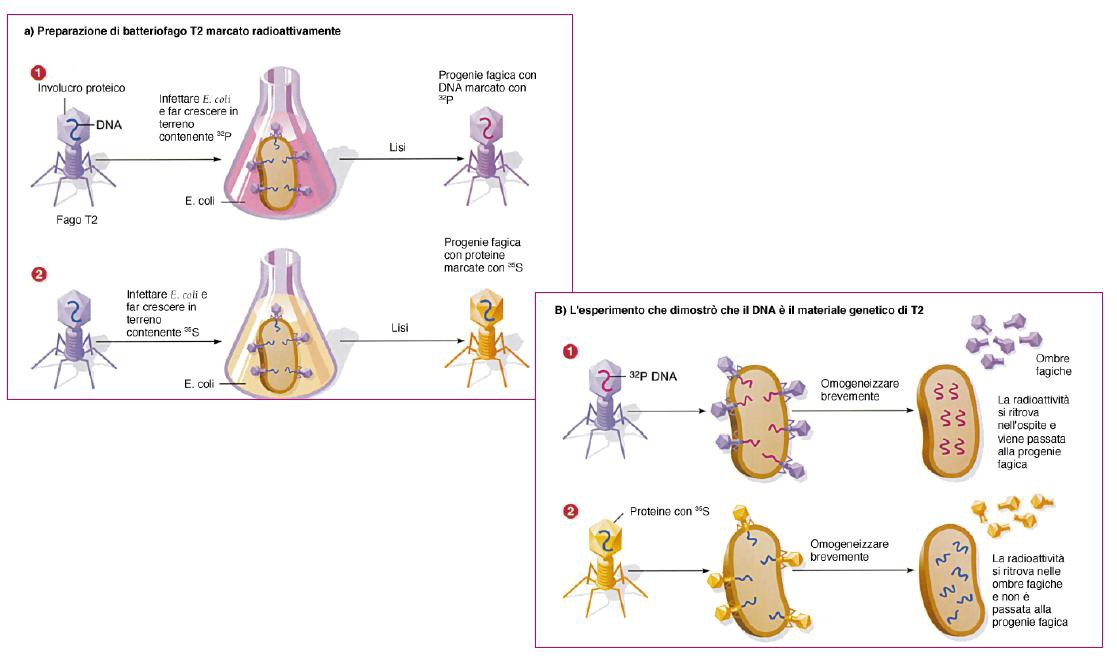 a) Preparazione di batteriofago T2 marcato radioattivamente
1
Involucro proteico
DNA
Fago T2
Infettare E. coli
e far crescere in
terreno
contenente ³²P
E. coli
Lisi
Progenie fagica con
DNA marcato con
³²P
2
Infettare E. coli e
far crescere in
terreno
contenente ³⁵S
E. coli
Lisi
Progenie fagica
con proteine
marcate con ³⁵S
B) L'esperimento che dimostrò che il DNA è il materiale genetico di T2
1
³²P DNA
Omogeneizzare
brevemente
Ombre
fagiche
La radioattività
si ritrova
nell'ospite e
viene passata
alla progenie
fagica
2
Proteine con ³⁵S
Omogeneizzare
brevemente
La radioattività
si ritrova nelle
ombre fagiche
e non è
passata alla
progenie fagica